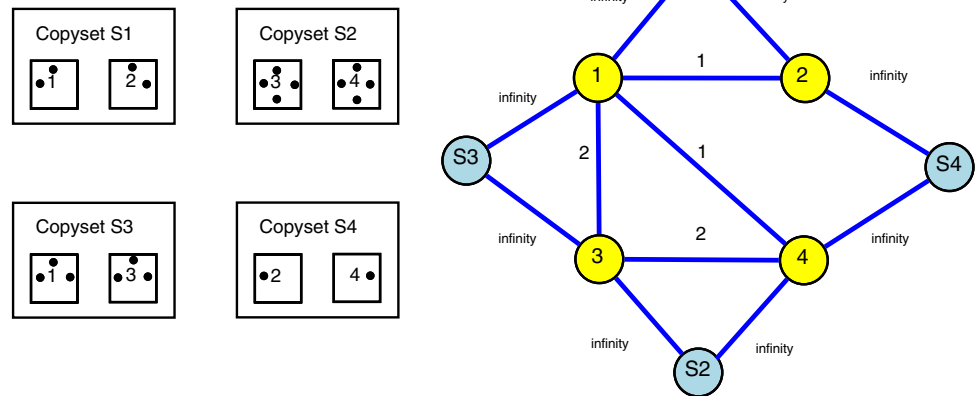 Copyset S1
1
2
Copyset S2
3
4
Copyset S3
1
3
Copyset S4
2
4
infinity
1
1
2
infinity
infinity
S3
2
1
S4
infinity
2
infinity
3
4
infinity
infinity
S2